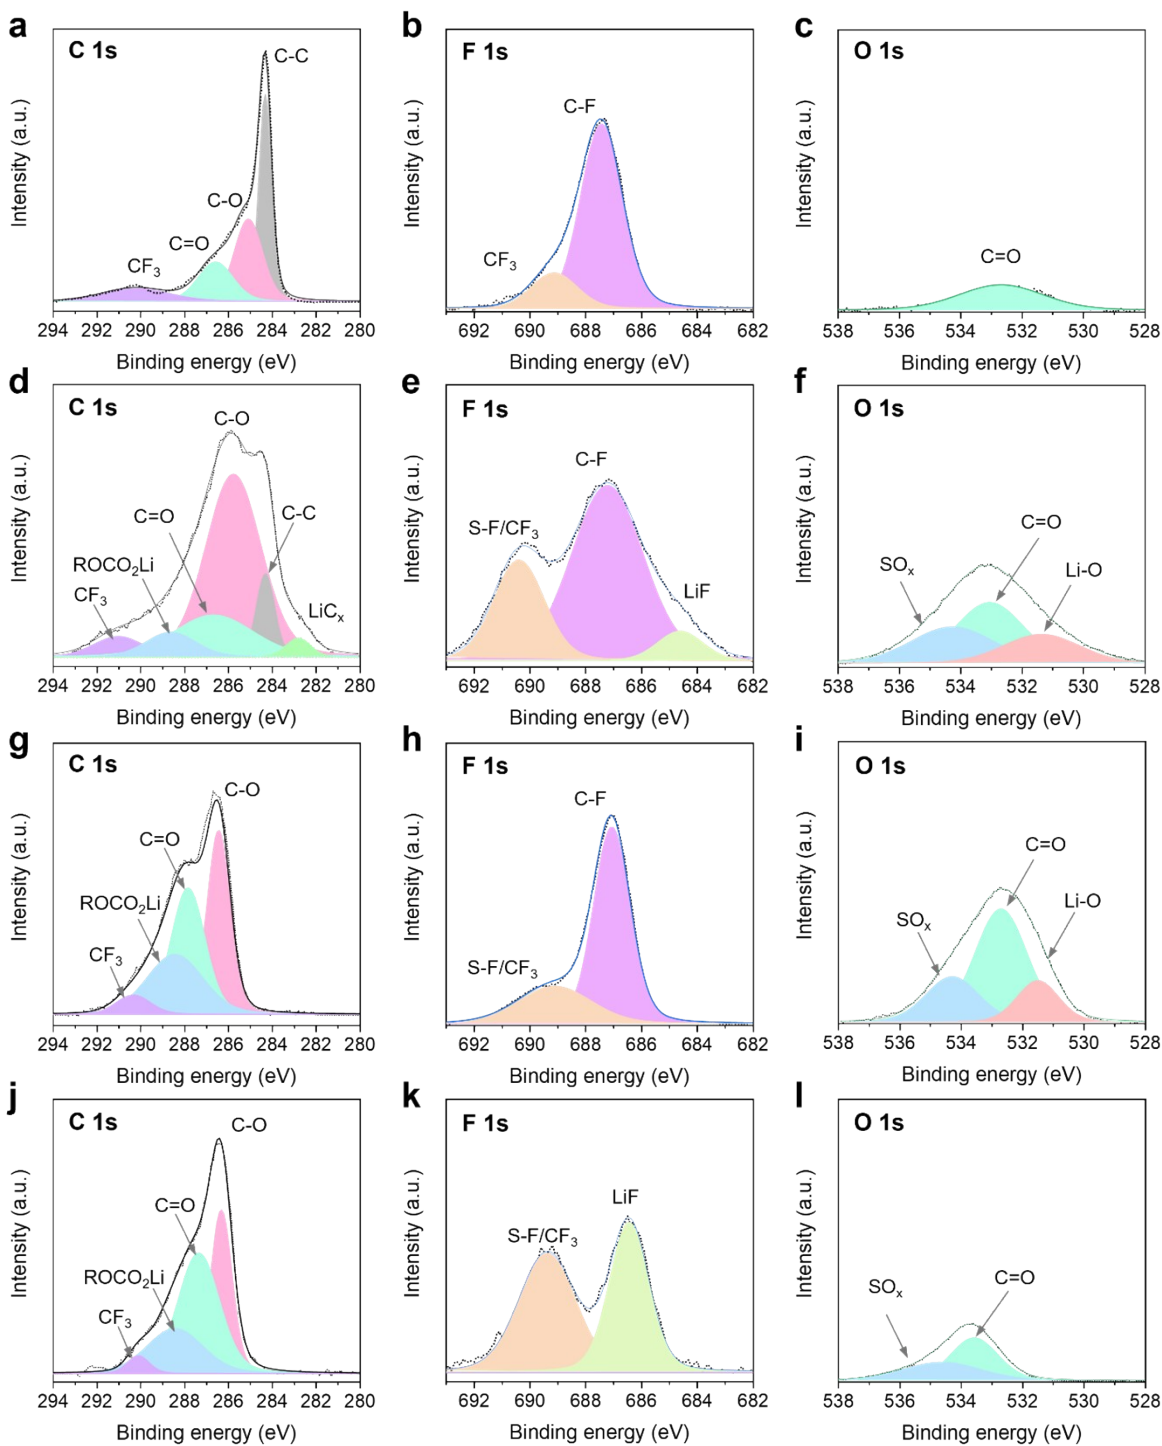 a
C 1s
C-C
C-O
C=O
CF3
Intensity (a.u.)
294 292 290 288 286 284 282 280
Binding energy (eV)
b
F 1s
C-F
CF3
Intensity (a.u.)
692 690 688 686 684 682
Binding energy (eV)
c
O 1s
C=O
Intensity (a.u.)
538 536 534 532 530 528
Binding energy (eV)
d
C 1s
C-O
C=O
C-C
ROCO2Li
CF3
LiCx
Intensity (a.u.)
294 292 290 288 286 284 282 280
Binding energy (eV)
e
F 1s
C-F
S-F/CF3
LiF
Intensity (a.u.)
692 690 688 686 684 682
Binding energy (eV)
f
O 1s
C=O
SOx
Li-O
Intensity (a.u.)
538 536 534 532 530 528
Binding energy (eV)
g
C 1s
C-O
C=O
ROCO2Li
CF3
Intensity (a.u.)
294 292 290 288 286 284 282 280
Binding energy (eV)
h
F 1s
C-F
S-F/CF3
Intensity (a.u.)
692 690 688 686 684 682
Binding energy (eV)
i
O 1s
C=O
Li-O
SOx
Intensity (a.u.)
538 536 534 532 530 528
Binding energy (eV)
j
C 1s
C-O
C=O
ROCO2Li
CF3
Intensity (a.u.)
294 292 290 288 286 284 282 280
Binding energy (eV)
k
F 1s
LiF
S-F/CF3
Intensity (a.u.)
692 690 688 686 684 682
Binding energy (eV)
l
O 1s
C=O
SOx
Intensity (a.u.)
538 536 534 532 530 528
Binding energy (eV)